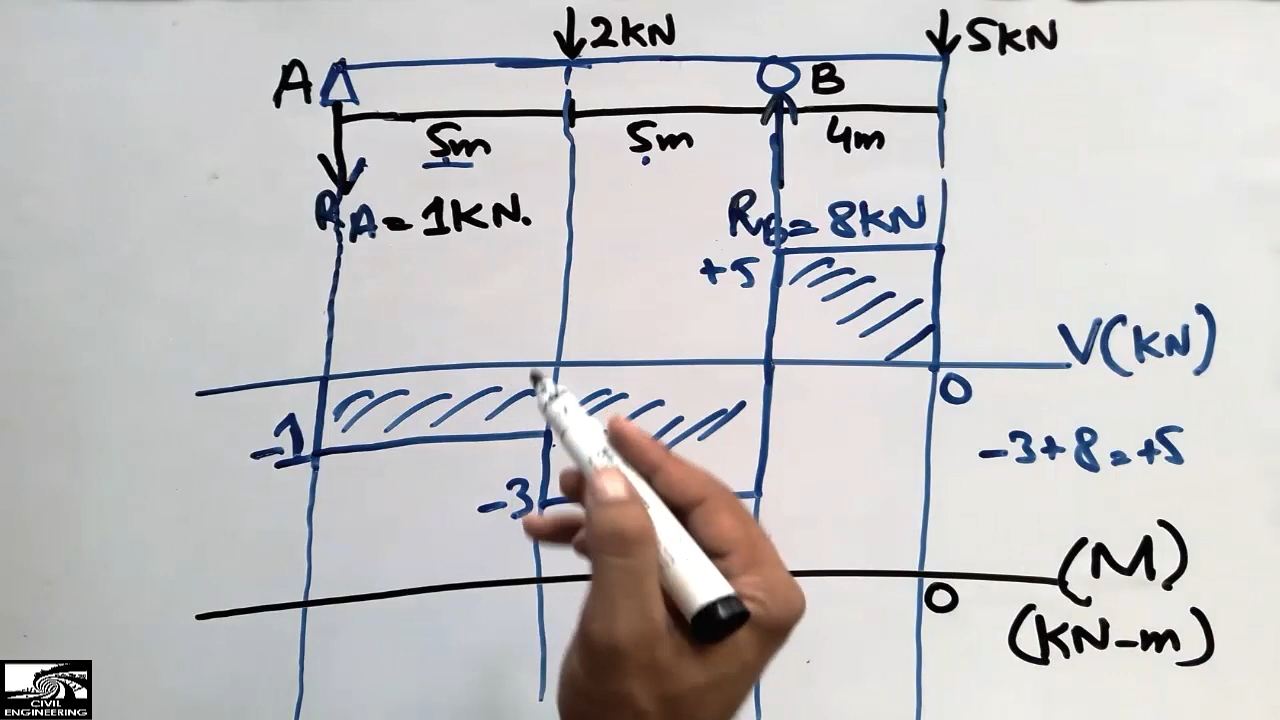 2KN
5KN
A
B
5m
5m
4m
RA=1KN.
RB=8KN
+5
V(KN)
0
-1
-3+8=+5
-3
(M)
0
(KN-m)
CIVIL
ENGINEERING